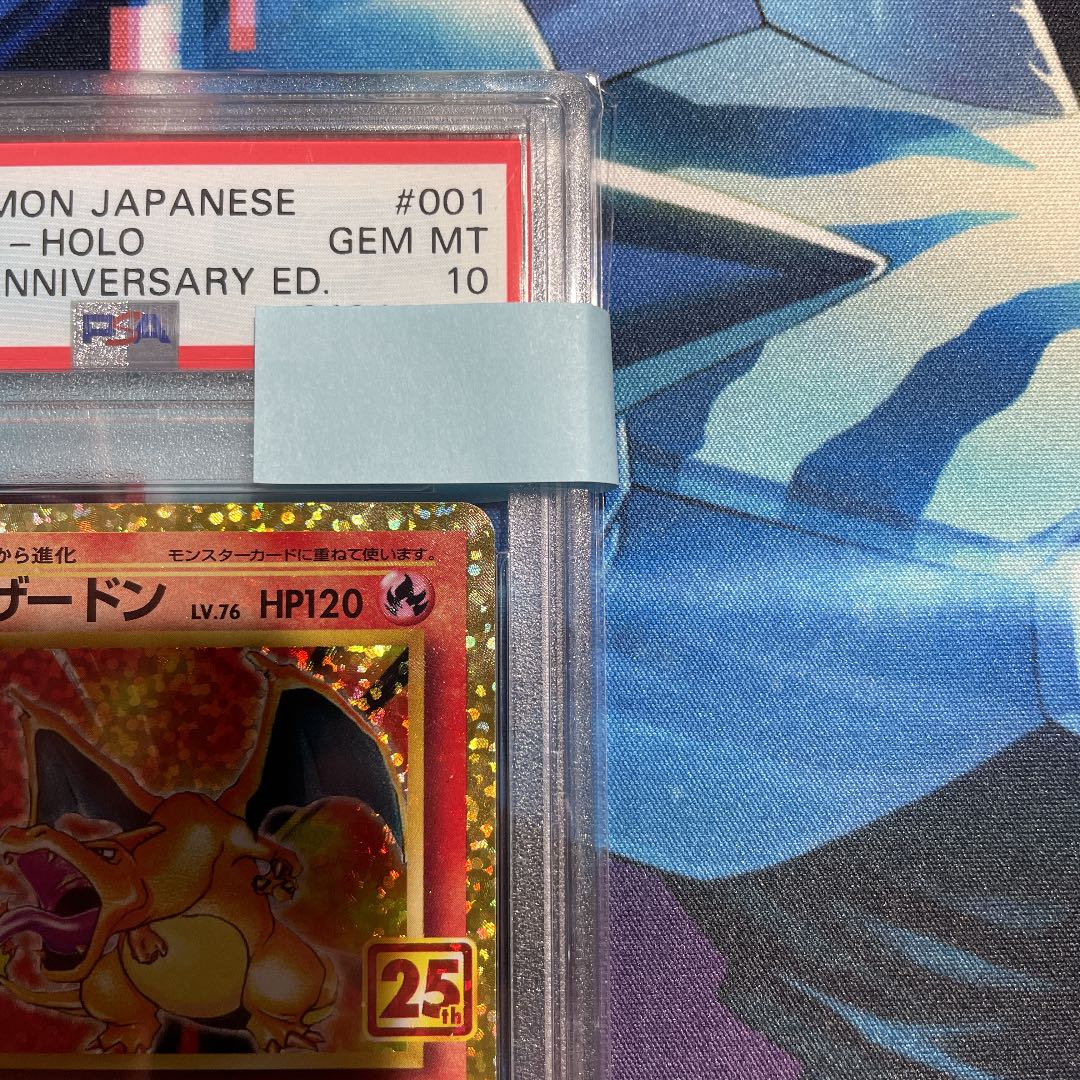 MON JAPANESE #001
–HOLO GEM MT
NNIVERSARY ED. 10
PSA
から進化 モンスターカードに重ねて使います。
ザードン LV.76 HP120
25th